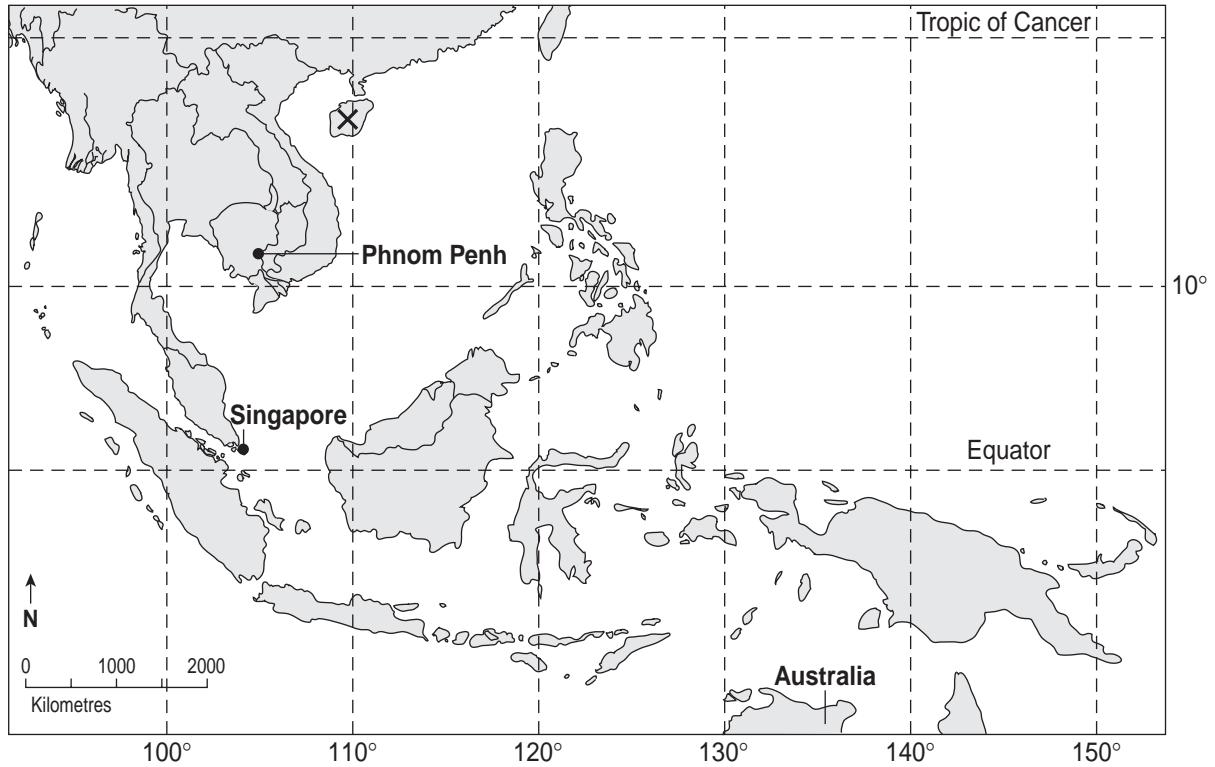 Tropic of Cancer
Phnom Penh
10°
Singapore
Equator
N
0 1000 2000
Kilometres
Australia
100° 110° 120° 130° 140° 150°